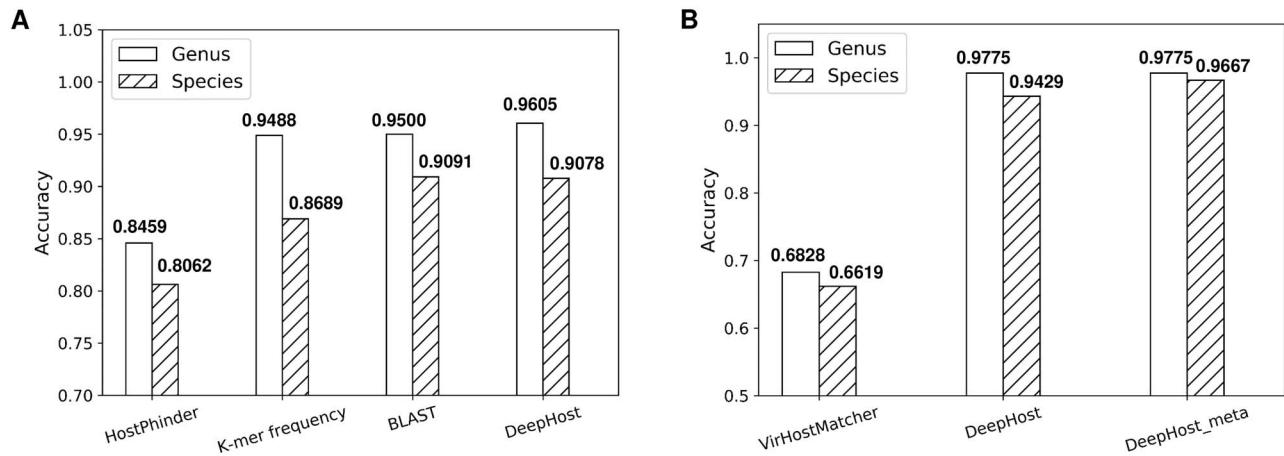 A
1.05
1.00
0.95
0.90
0.85
0.80
0.75
0.70
Accuracy
Genus
Species
0.8459
0.8062
0.9488
0.8689
0.9500
0.9091
0.9605
0.9078
HostPhinder
K-mer frequency
BLAST
DeepHost
B
1.0
0.9
0.8
0.7
0.6
0.5
Accuracy
Genus
Species
0.6828
0.6619
0.9775
0.9429
0.9775
0.9667
VirHostMatcher
DeepHost
DeepHost_meta